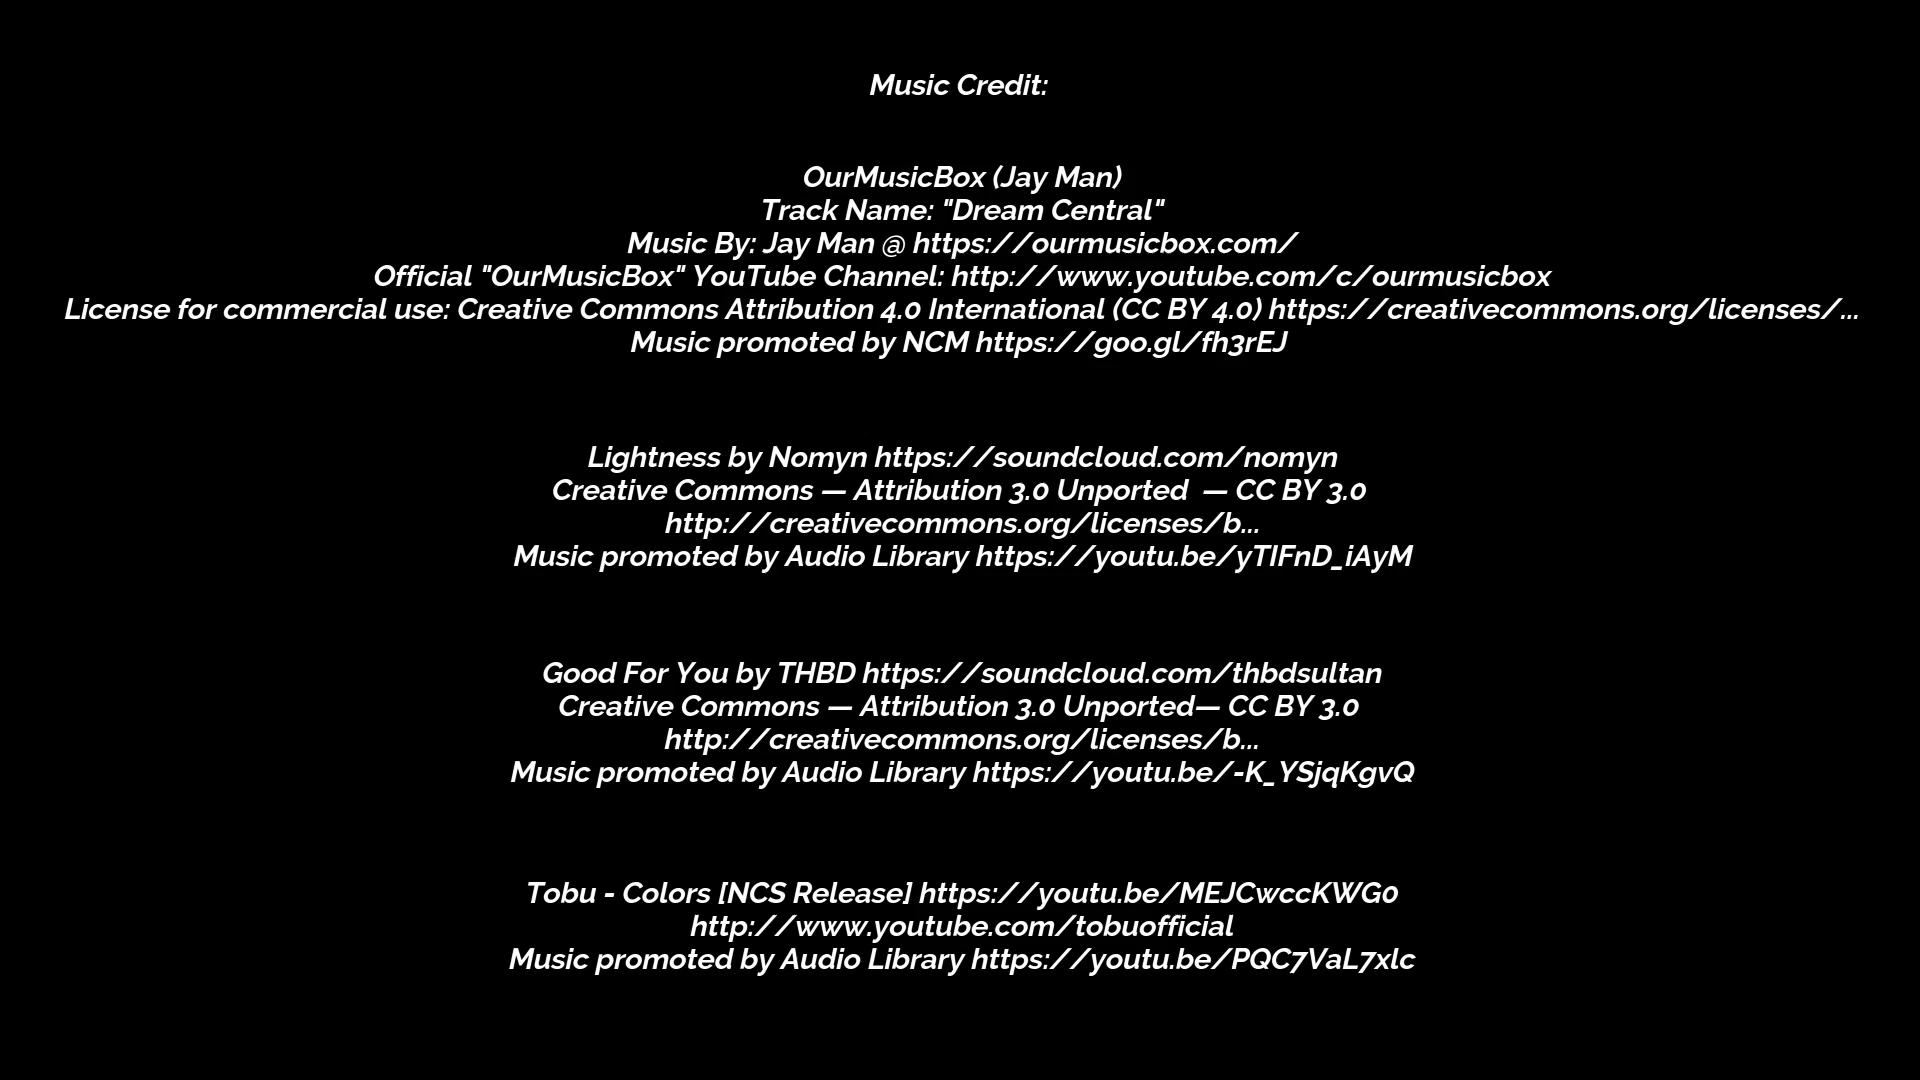 Music Credit:
OurMusicBox (Jay Man)
Track Name: "Dream Central"
Music By: Jay Man @ https://ourmusicbox.com/
Official "OurMusicBox" YouTube Channel: http://www.youtube.com/c/ourmusicbox
License for commercial use: Creative Commons Attribution 4.0 International (CC BY 4.0) https://creativecommons.org/licenses/...
Music promoted by NCM https://goo.gl/fh3rEJ
Lightness by Nomyn https://soundcloud.com/nomyn
Creative Commons — Attribution 3.0 Unported  — CC BY 3.0
http://creativecommons.org/licenses/b...
Music promoted by Audio Library https://youtu.be/yTIFnD_iAyM
Good For You by THBD https://soundcloud.com/thbdsultan
Creative Commons — Attribution 3.0 Unported— CC BY 3.0
http://creativecommons.org/licenses/b...
Music promoted by Audio Library https://youtu.be/-K_YSjqKgvQ
Tobu - Colors [NCS Release] https://youtu.be/MEJCwccKWG0
http://www.youtube.com/tobuofficial
Music promoted by Audio Library https://youtu.be/PQC7VaL7xlc